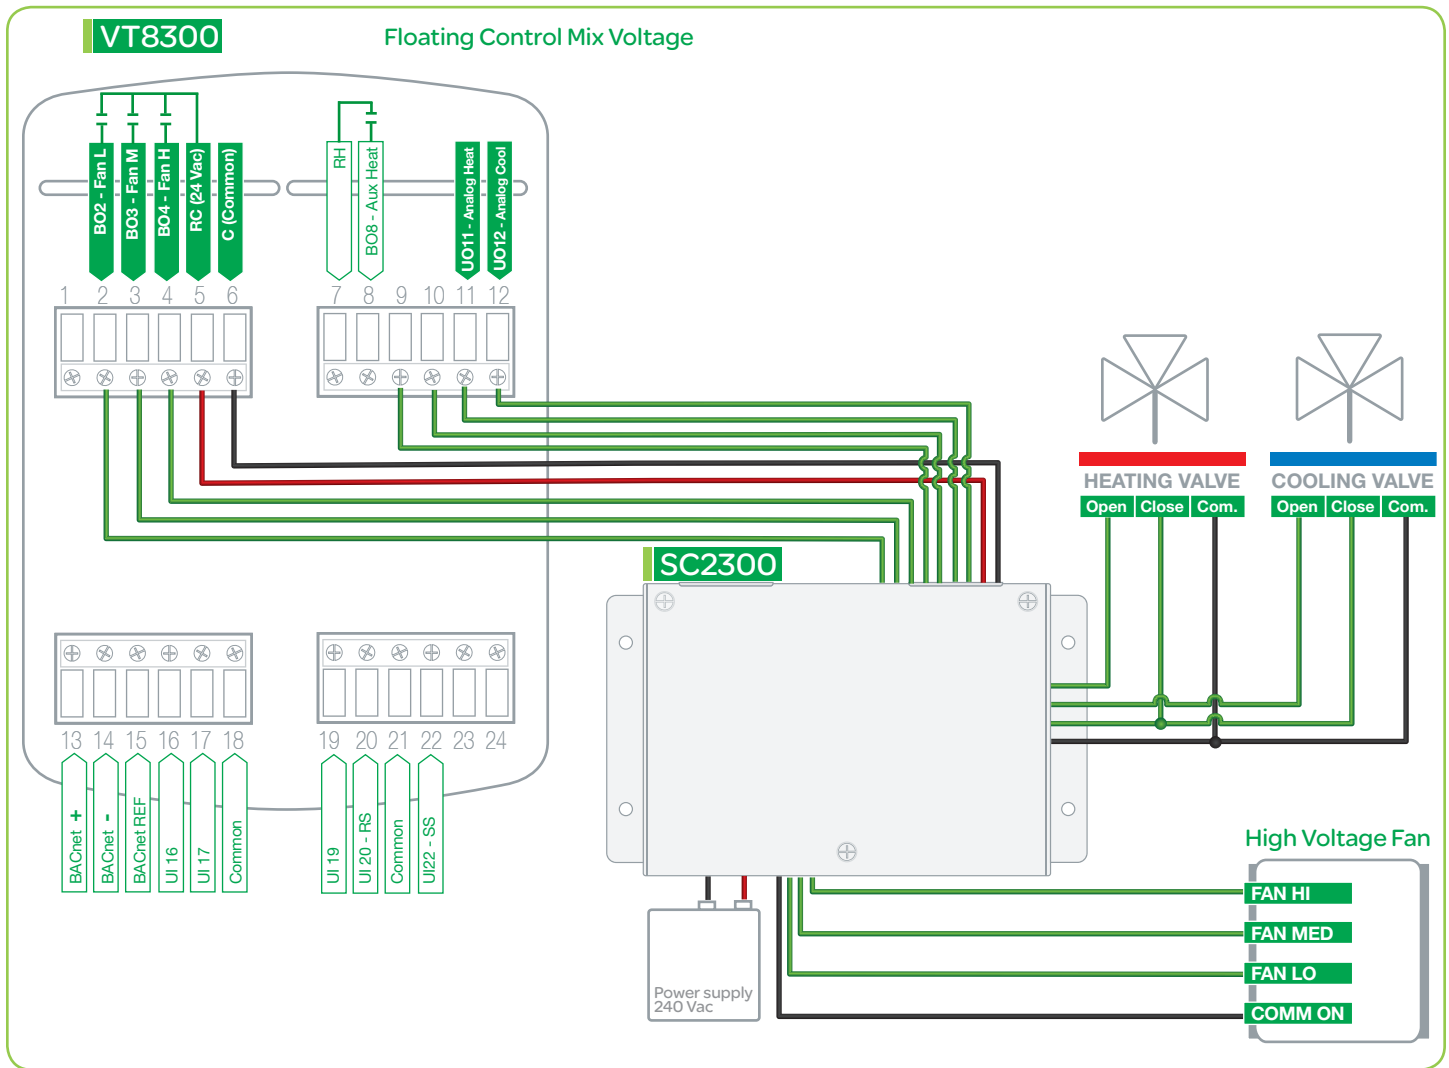 VT8300
Floating Control Mix Voltage
BO2 - Fan L
BO3 - Fan M
BO4 - Fan H
RC (24 Vac)
C (Common)
RH
BO8 - Aux Heat
UO11 - Analog Heat
UO12 - Analog Cool
1 2 3 4 5 6
7 8 9 10 11 12
HEATING VALVE
Open Close Com.
COOLING VALVE
Open Close Com.
SC2300
13 14 15 16 17 18
19 20 21 22 23 24
BACnet +
BACnet -
BACnet REF
UI 16
UI 17
Common
UI 19
UI 20 - RS
Common
UI22 - SS
High Voltage Fan
FAN HI
FAN MED
FAN LO
COMM ON
Power supply
240 Vac